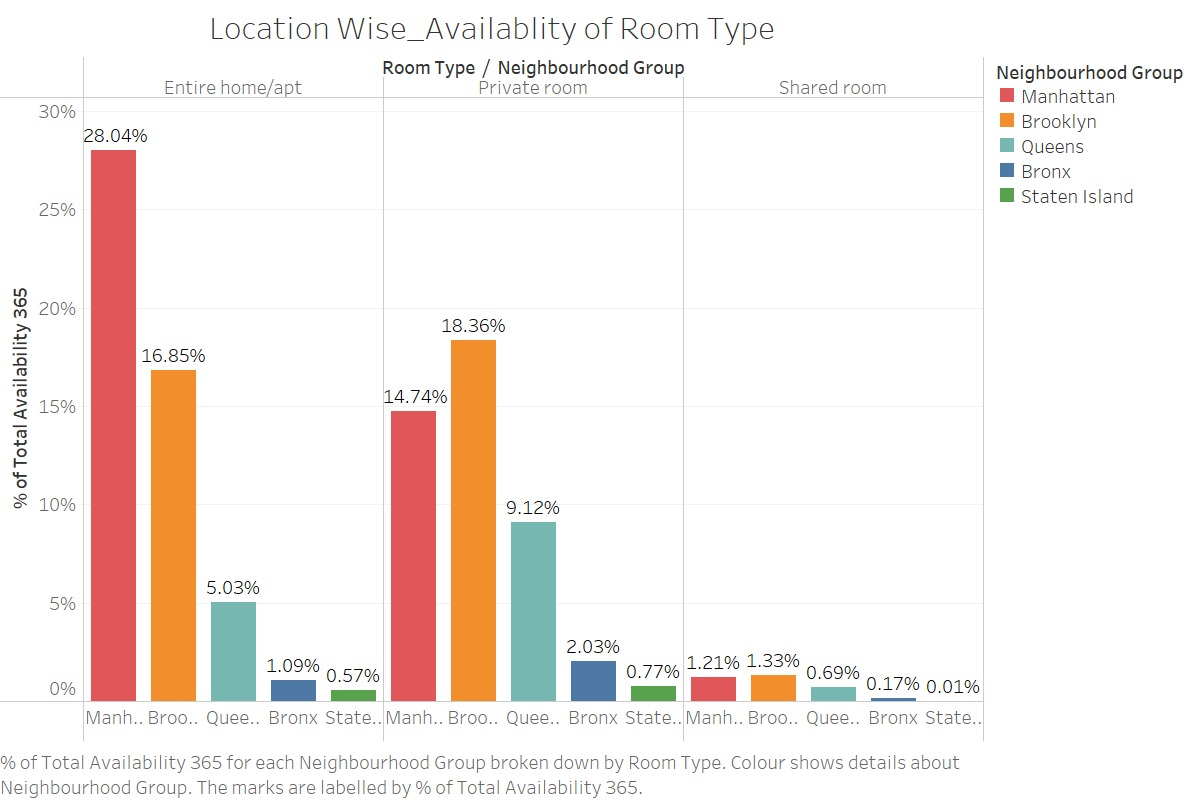 Location Wise_Availablity of Room Type
Room Type / Neighbourhood Group
Entire home/apt Private room Shared room
Neighbourhood Group
Manhattan
Brooklyn
Queens
Bronx
Staten Island
% of Total Availability 365
30%
25%
20%
15%
10%
5%
0%
28.04% 16.85% 5.03% 1.09% 0.57%
14.74% 18.36% 9.12% 2.03% 0.77%
1.21% 1.33% 0.69% 0.17% 0.01%
Manh.. Broo.. Quee.. Bronx State.. Manh.. Broo.. Quee.. Bronx State.. Manh.. Broo.. Quee.. Bronx State..
% of Total Availability 365 for each Neighbourhood Group broken down by Room Type. Colour shows details about
Neighbourhood Group. The marks are labelled by % of Total Availability 365.